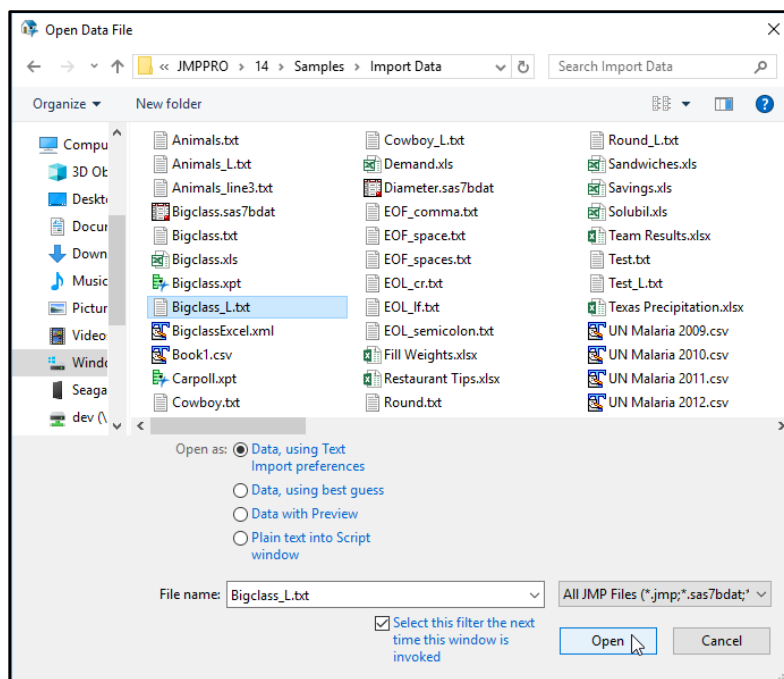 Open Data File
« JMPPRO > 14 > Samples > Import Data
Search Import Data
Organize
New folder
Compu
3D Ob
Deskto
Docur
Down
Music
Pictur
Video
Windo
Seaga
dev (\
Animals.txt
Animals_L.txt
Animals_line3.txt
Bigclass.sas7bdat
Bigclass.txt
Bigclass.xls
Bigclass.xpt
Bigclass_L.txt
BigclassExcel.xml
Book1.csv
Carpoll.xpt
Cowboy.txt
Cowboy_L.txt
Demand.xls
Diameter.sas7bdat
EOF_comma.txt
EOF_space.txt
EOF_spaces.txt
EOL_cr.txt
EOL_lf.txt
EOL_semicolon.txt
Fill Weights.xlsx
Restaurant Tips.xlsx
Round.txt
Round_L.txt
Sandwiches.xls
Savings.xls
Solubil.xls
Team Results.xlsx
Test.txt
Test_L.txt
Texas Precipitation.xlsx
UN Malaria 2009.csv
UN Malaria 2010.csv
UN Malaria 2011.csv
UN Malaria 2012.csv
Open as:
Data, using Text
Import preferences
Data, using best guess
Data with Preview
Plain text into Script
window
File name: Bigclass_L.txt
All JMP Files (*.jmp;*.sas7bdat;*
Select this filter the next
time this window is
invoked
Open
Cancel